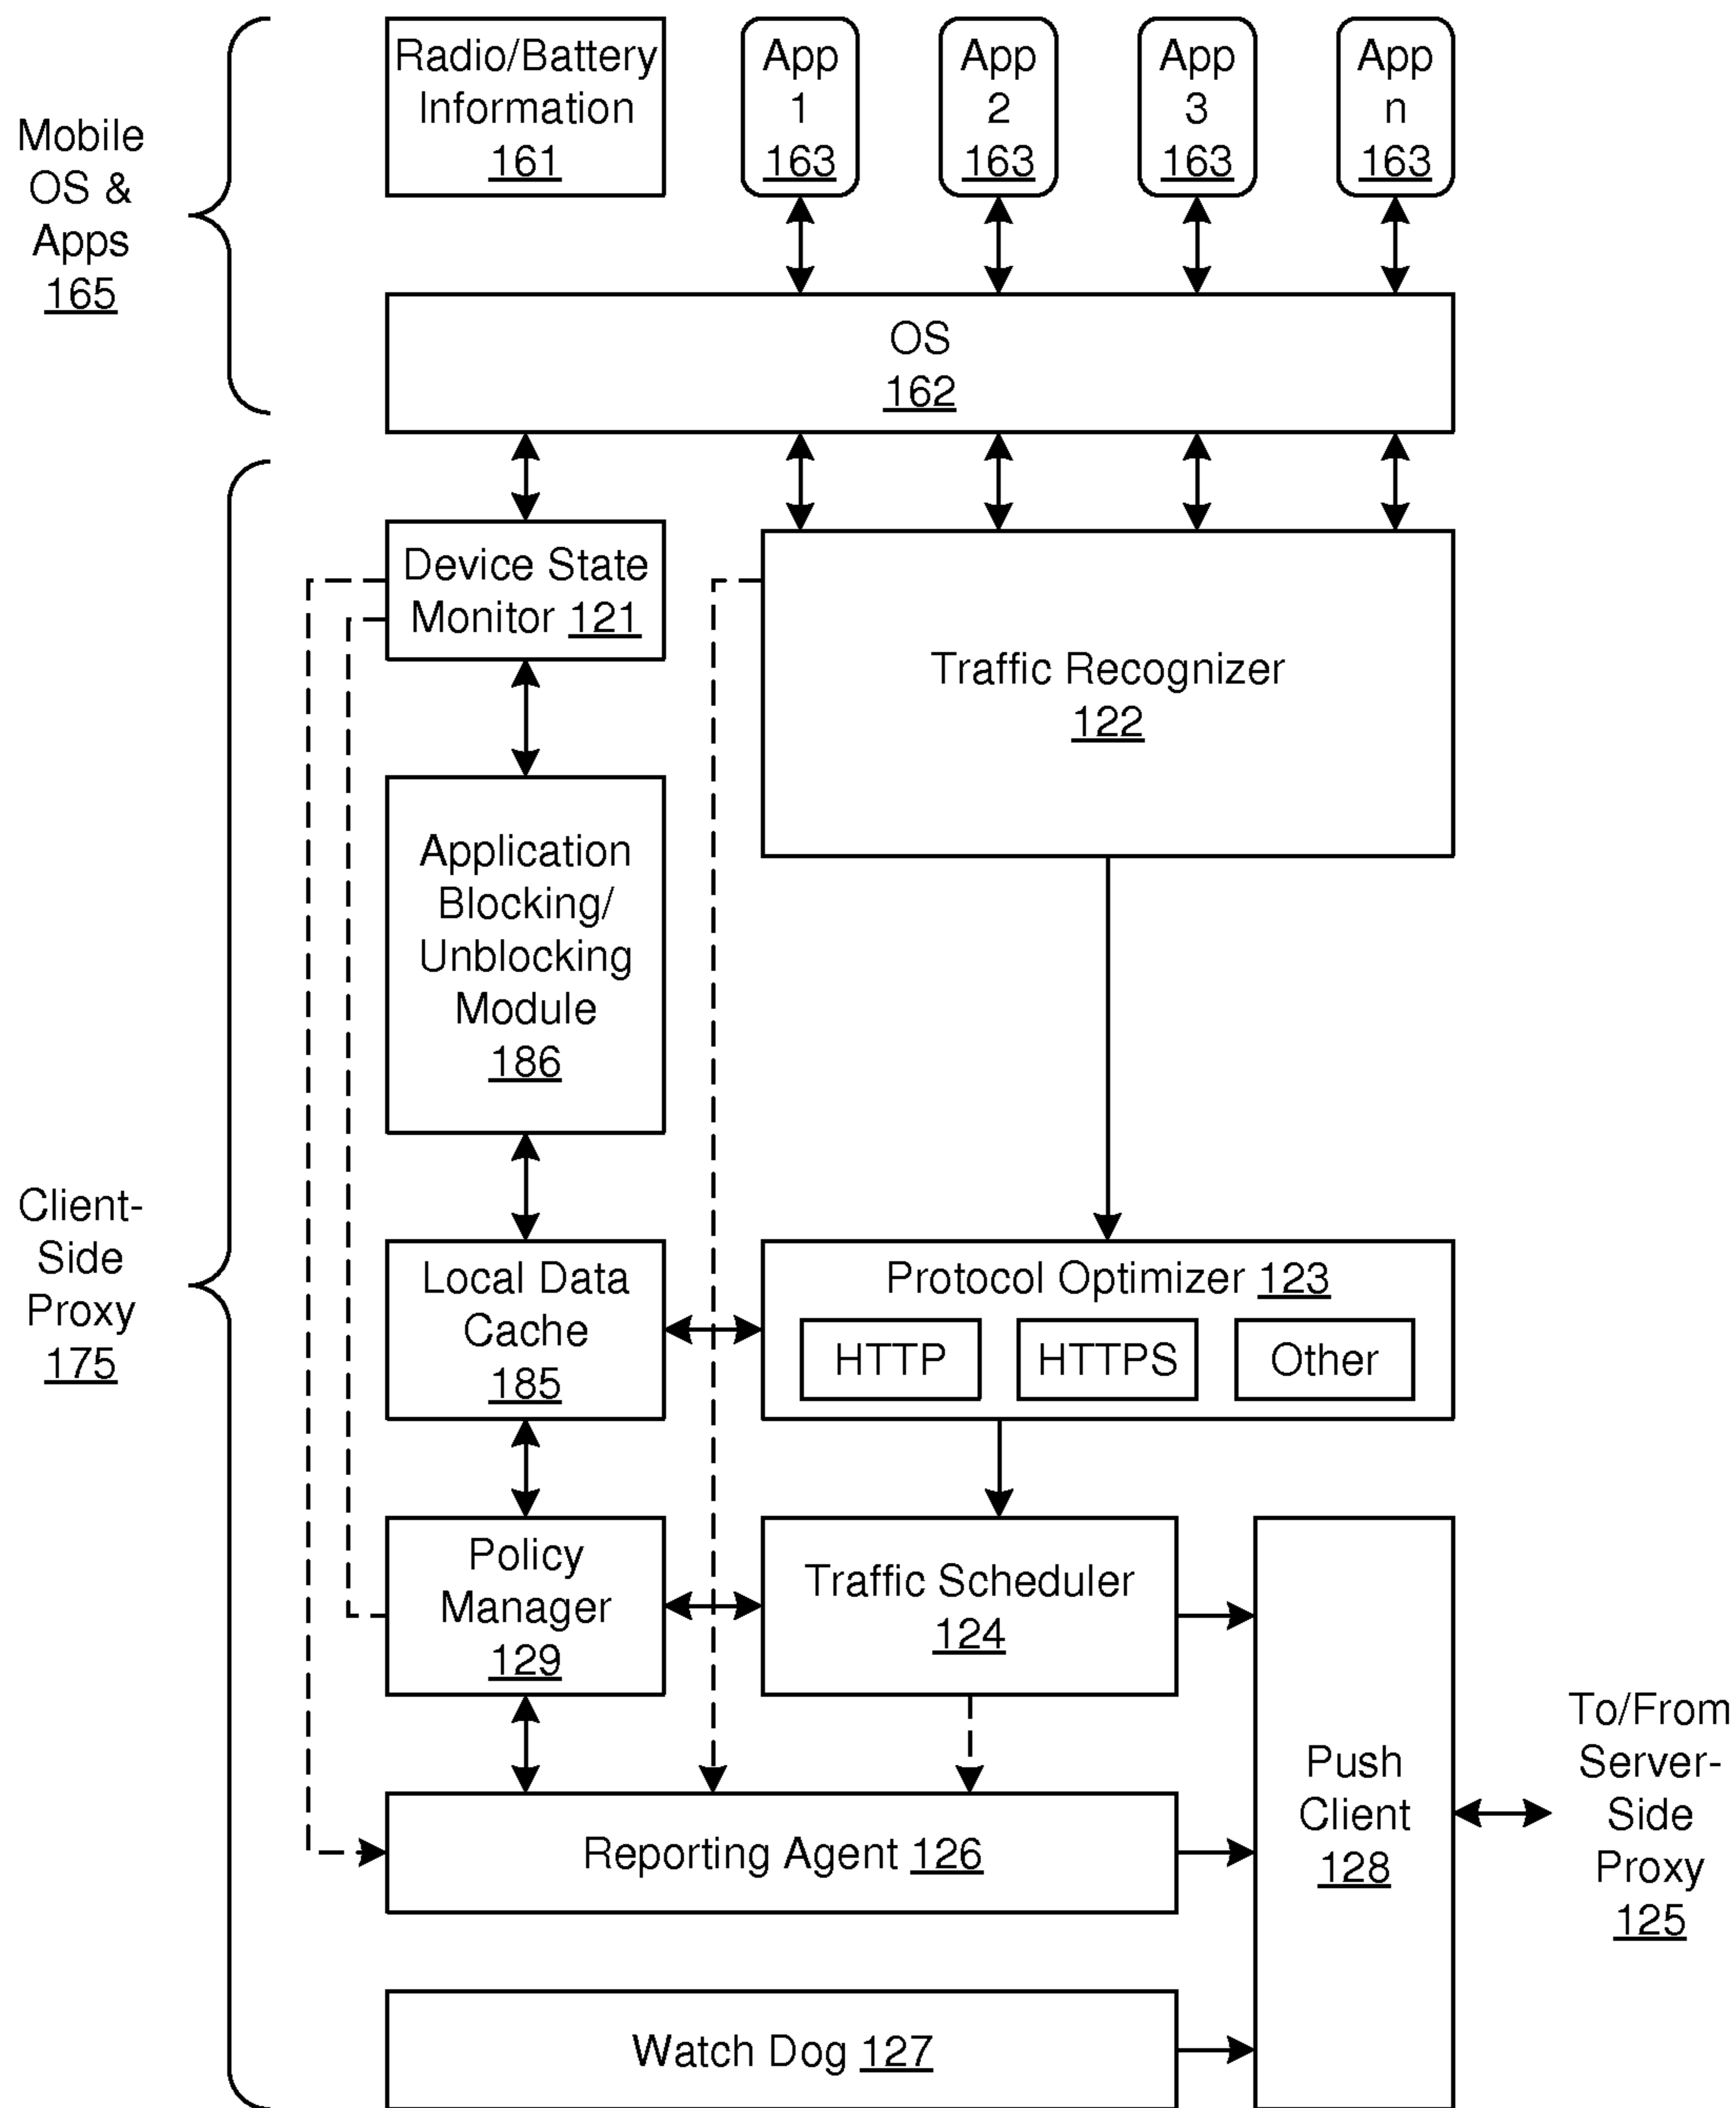 Mobile
OS &
Apps
165
Radio/Battery
Information
161
App
1
163
App
2
163
App
3
163
App
n
163
OS
162
Client-
Side
Proxy
175
Device State
Monitor 121
Traffic Recognizer
122
Application
Blocking/
Unblocking
Module
186
Local Data
Cache
185
Protocol Optimizer 123
HTTP
HTTPS
Other
Policy
Manager
129
Traffic Scheduler
124
Push
Client
128
To/From
Server-
Side
Proxy
125
Reporting Agent 126
Watch Dog 127